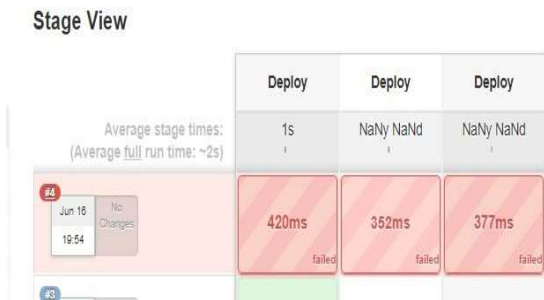 Stage View
Deploy Deploy Deploy
Average stage times: 1s NaNy NaNd NaNy NaNd
(Average full run time: ~2s)
#4
Jun 16 No
Changes
19:54
420ms 352ms 377ms
failed failed failed
#3